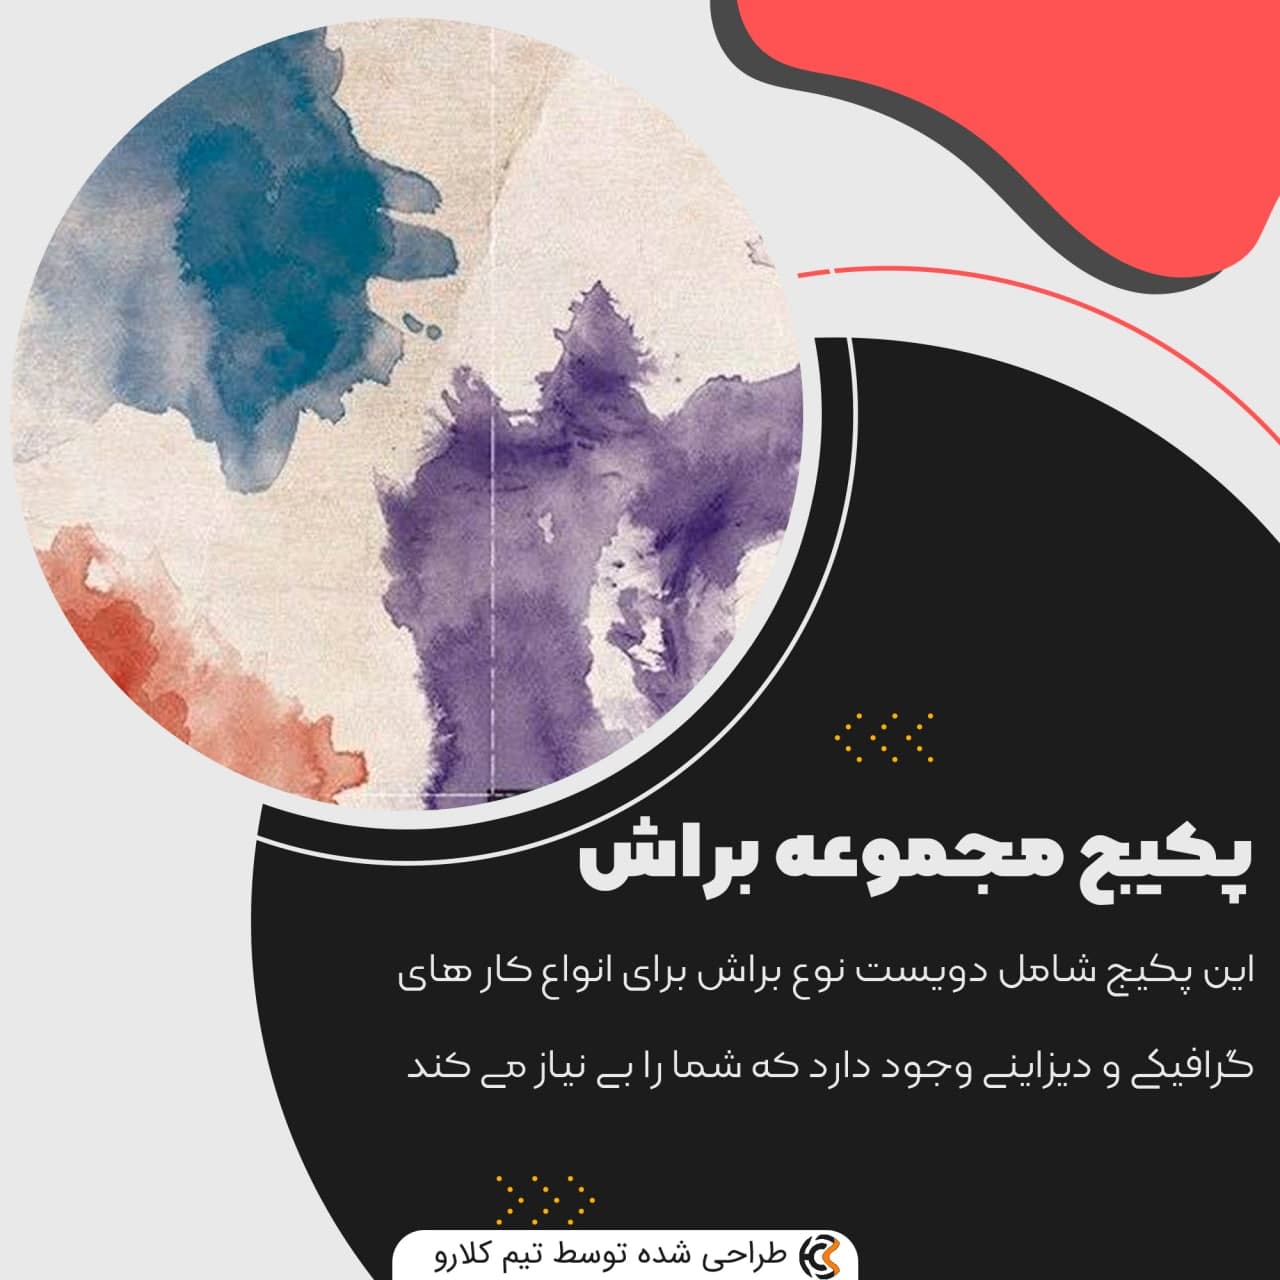 پکیج مجموعه براش
این پکیج شامل دویست نوع براش برای انواع کار های
گرافیکی و دیزاینی وجود دارد که شما را بی نیاز می کند
طراحی شده توسط تیم کلارو